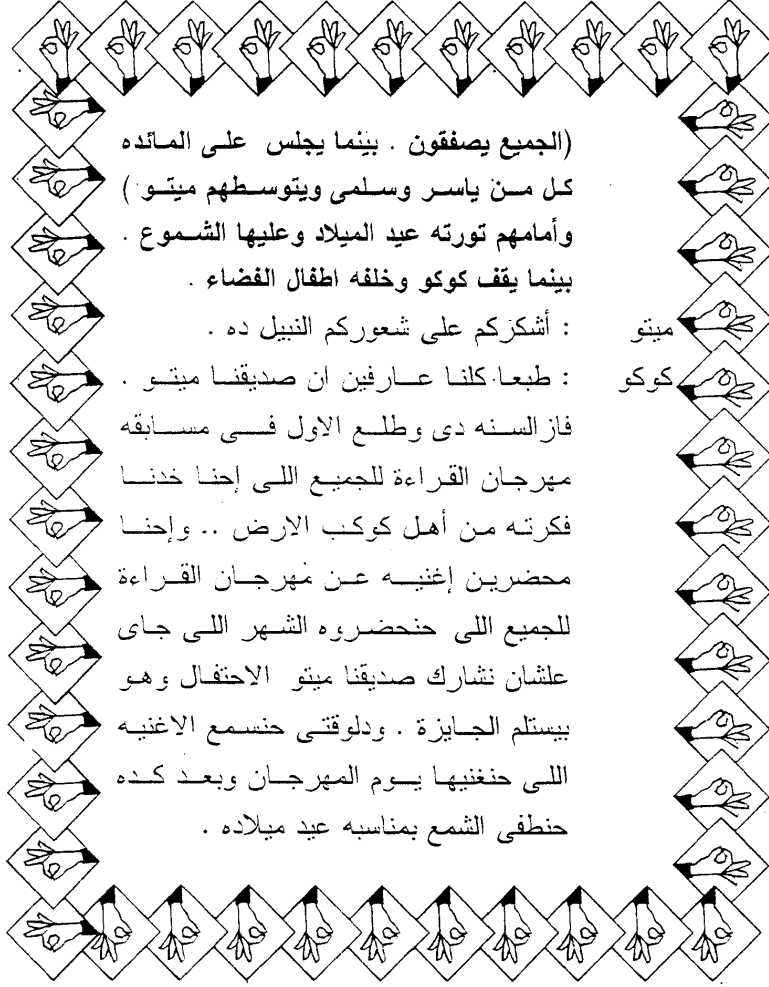 (الجميع يصفقون . بينما يجلس على المائده
كل من ياسر وسلمى ويتوسطهم ميتو )
وأمامهم تورته عيد الميلاد وعليها الشموع .
بينما يقف كوكو وخلفه اطفال الفضاء .
ميتو : أشكركم على شعوركم النبيل ده .
كوكو : طبعا كلنا عارفين ان صديقنا ميتو .
فاز السنه دى وطلع الاول فى مسابقه
مهرجان القراءة للجميع اللى إحنا خدنا
فكرته من أهل كوكب الارض .. وإحنا
محضرين إغنيه عن مهرجان القراءة
للجميع اللى حنحضروه الشهر اللى جاى
علشان نشارك صديقنا ميتو الاحتفال وهو
بيستلم الجايزة . ودلوقتى حنسمع الاغنيه
اللى حنغنيها يوم المهرجان وبعد كده
حنطفى الشمع بمناسبه عيد ميلاده .